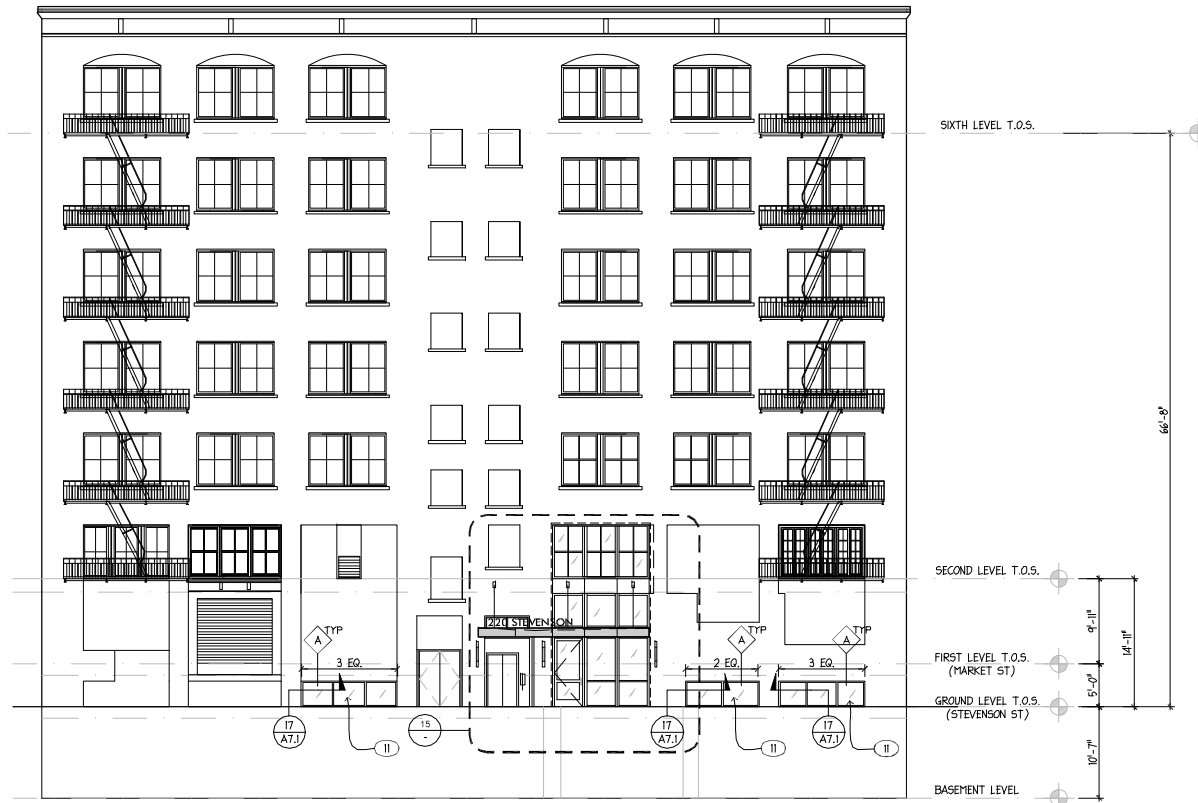 SIXTH LEVEL T.O.S.
66'-8"
SECOND LEVEL T.O.S.
9'-11"
14'-11"
220 STEVENSON
TYP
A
TYP
A
TYP
A
3 EQ.
2 EQ.
3 EQ.
FIRST LEVEL T.O.S.
(MARKET ST)
5'-0"
GROUND LEVEL T.O.S.
(STEVENSON ST)
17
A7.1
11
15
-
17
A7.1
11
17
A7.1
11
10'-7"
BASEMENT LEVEL